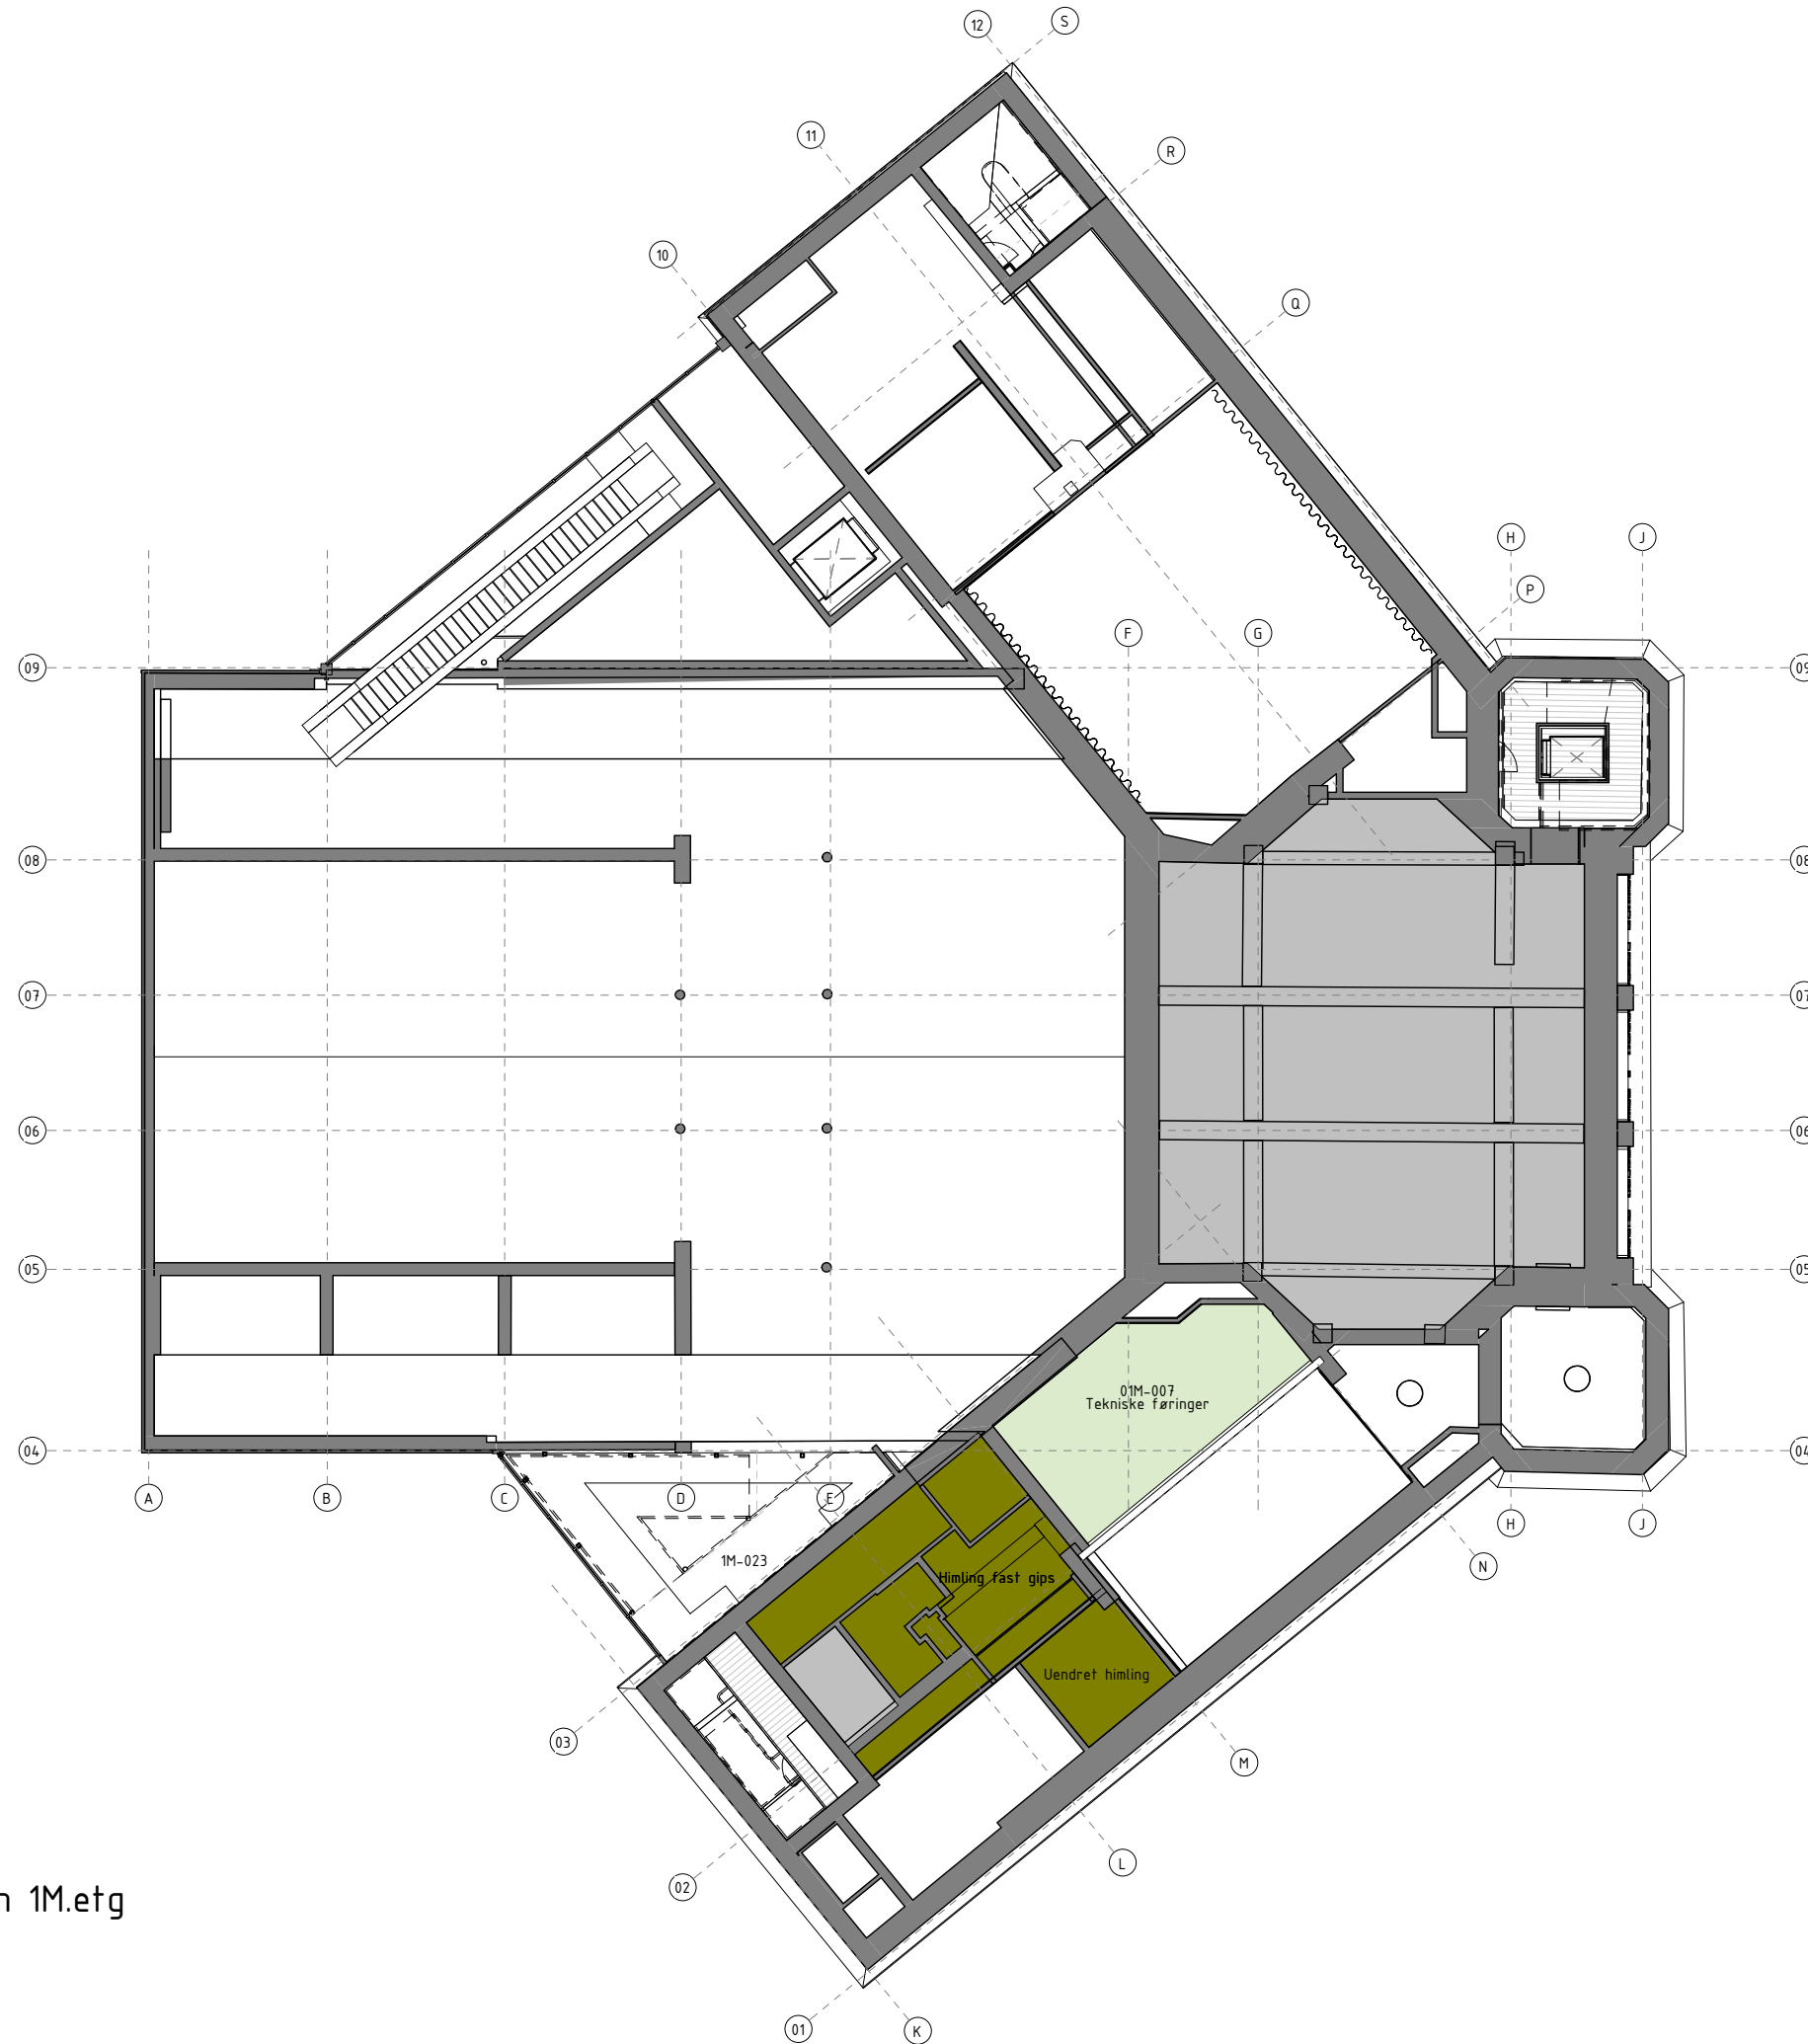 12
S
11
R
10
Q
H
J
P
F
G
09
09
08
08
07
07
06
06
05
05
01M-007
Tekniske føringer
04
04
A
B
C
D
E
H
J
1M-023
Himling fast gips
N
Uendret himling
03
M
L
02
1M.etg
01
K